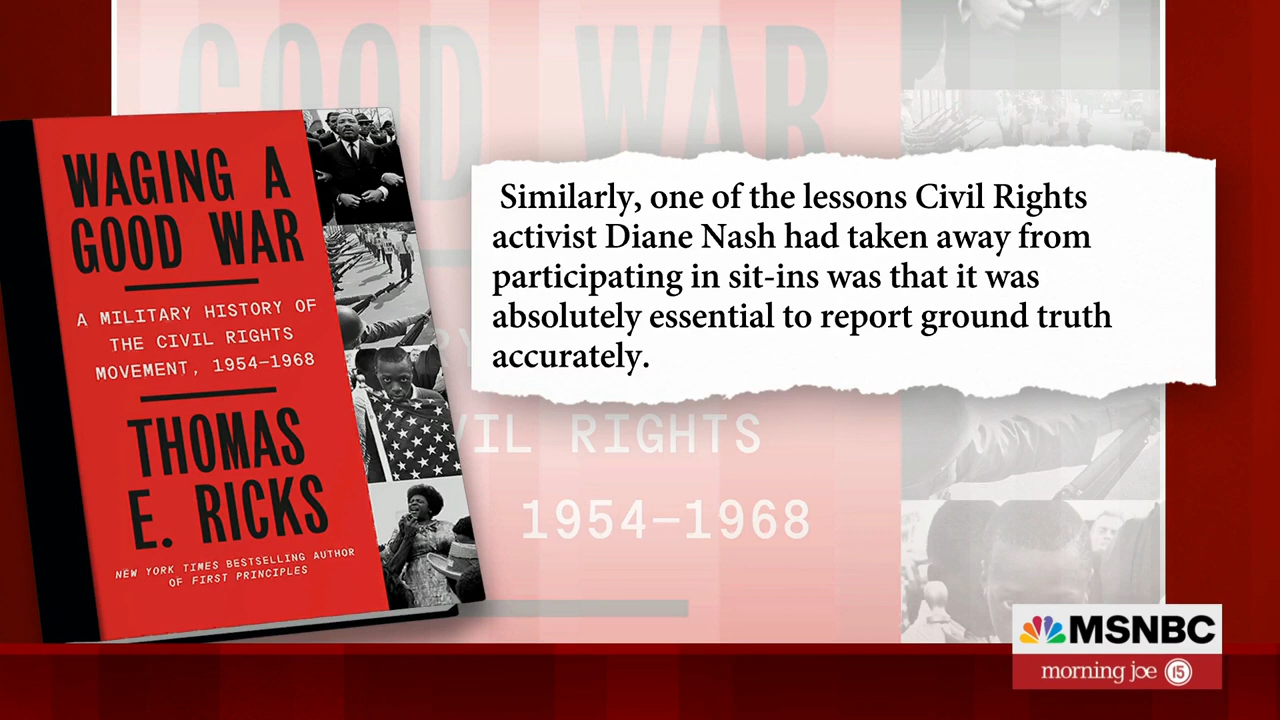 GOOD WAR
WAGING A
GOOD WAR
A MILITARY HISTORY OF
THE CIVIL RIGHTS
MOVEMENT, 1954–1968
THOMAS
E. RICKS
NEW YORK TIMES BESTSELLING AUTHOR
OF FIRST PRINCIPLES
Similarly, one of the lessons Civil Rights
activist Diane Nash had taken away from
participating in sit-ins was that it was
absolutely essential to report ground truth
accurately.
VIL RIGHTS
1954–1968
MSNBC
morning joe 15